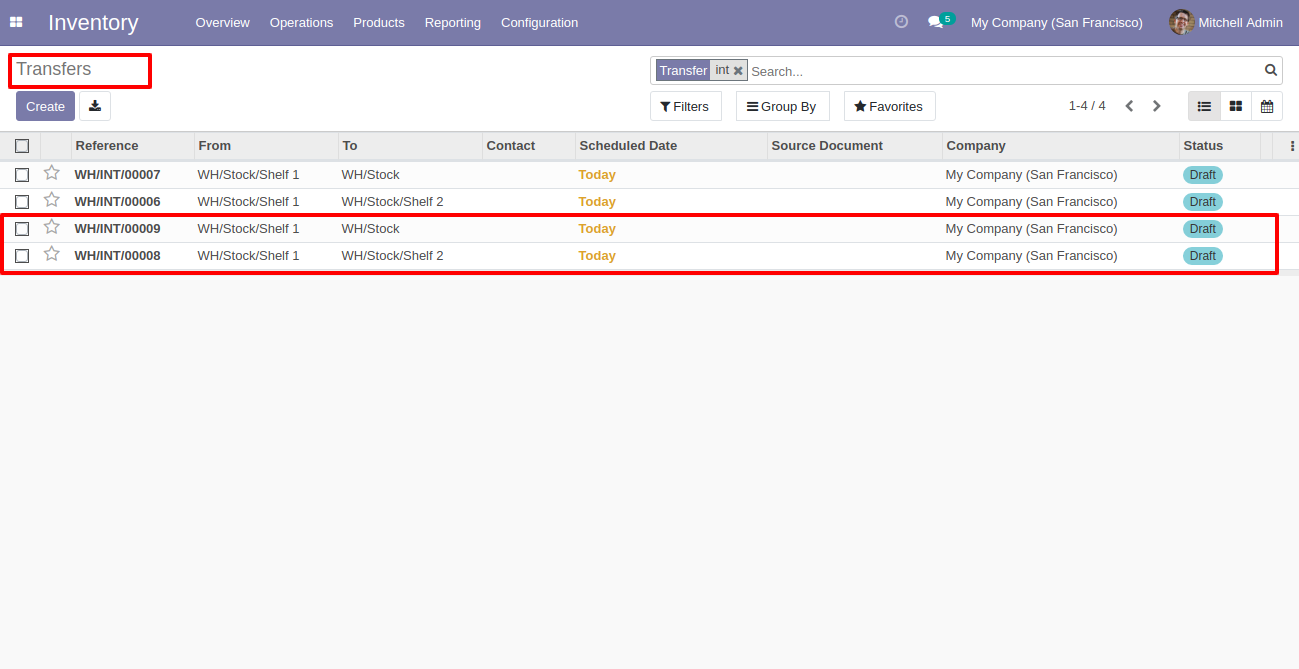 Inventory Overview Operations Products Reporting Configuration 5 My Company (San Francisco) Mitchell Admin
Transfers
Transfer int Search...
Create Filters Group By Favorites 1-4 / 4
Reference From To Contact Scheduled Date Source Document Company Status
WH/INT/00007 WH/Stock/Shelf 1 WH/Stock Today My Company (San Francisco) Draft
WH/INT/00006 WH/Stock/Shelf 1 WH/Stock/Shelf 2 Today My Company (San Francisco) Draft
WH/INT/00009 WH/Stock/Shelf 1 WH/Stock Today My Company (San Francisco) Draft
WH/INT/00008 WH/Stock/Shelf 1 WH/Stock/Shelf 2 Today My Company (San Francisco) Draft